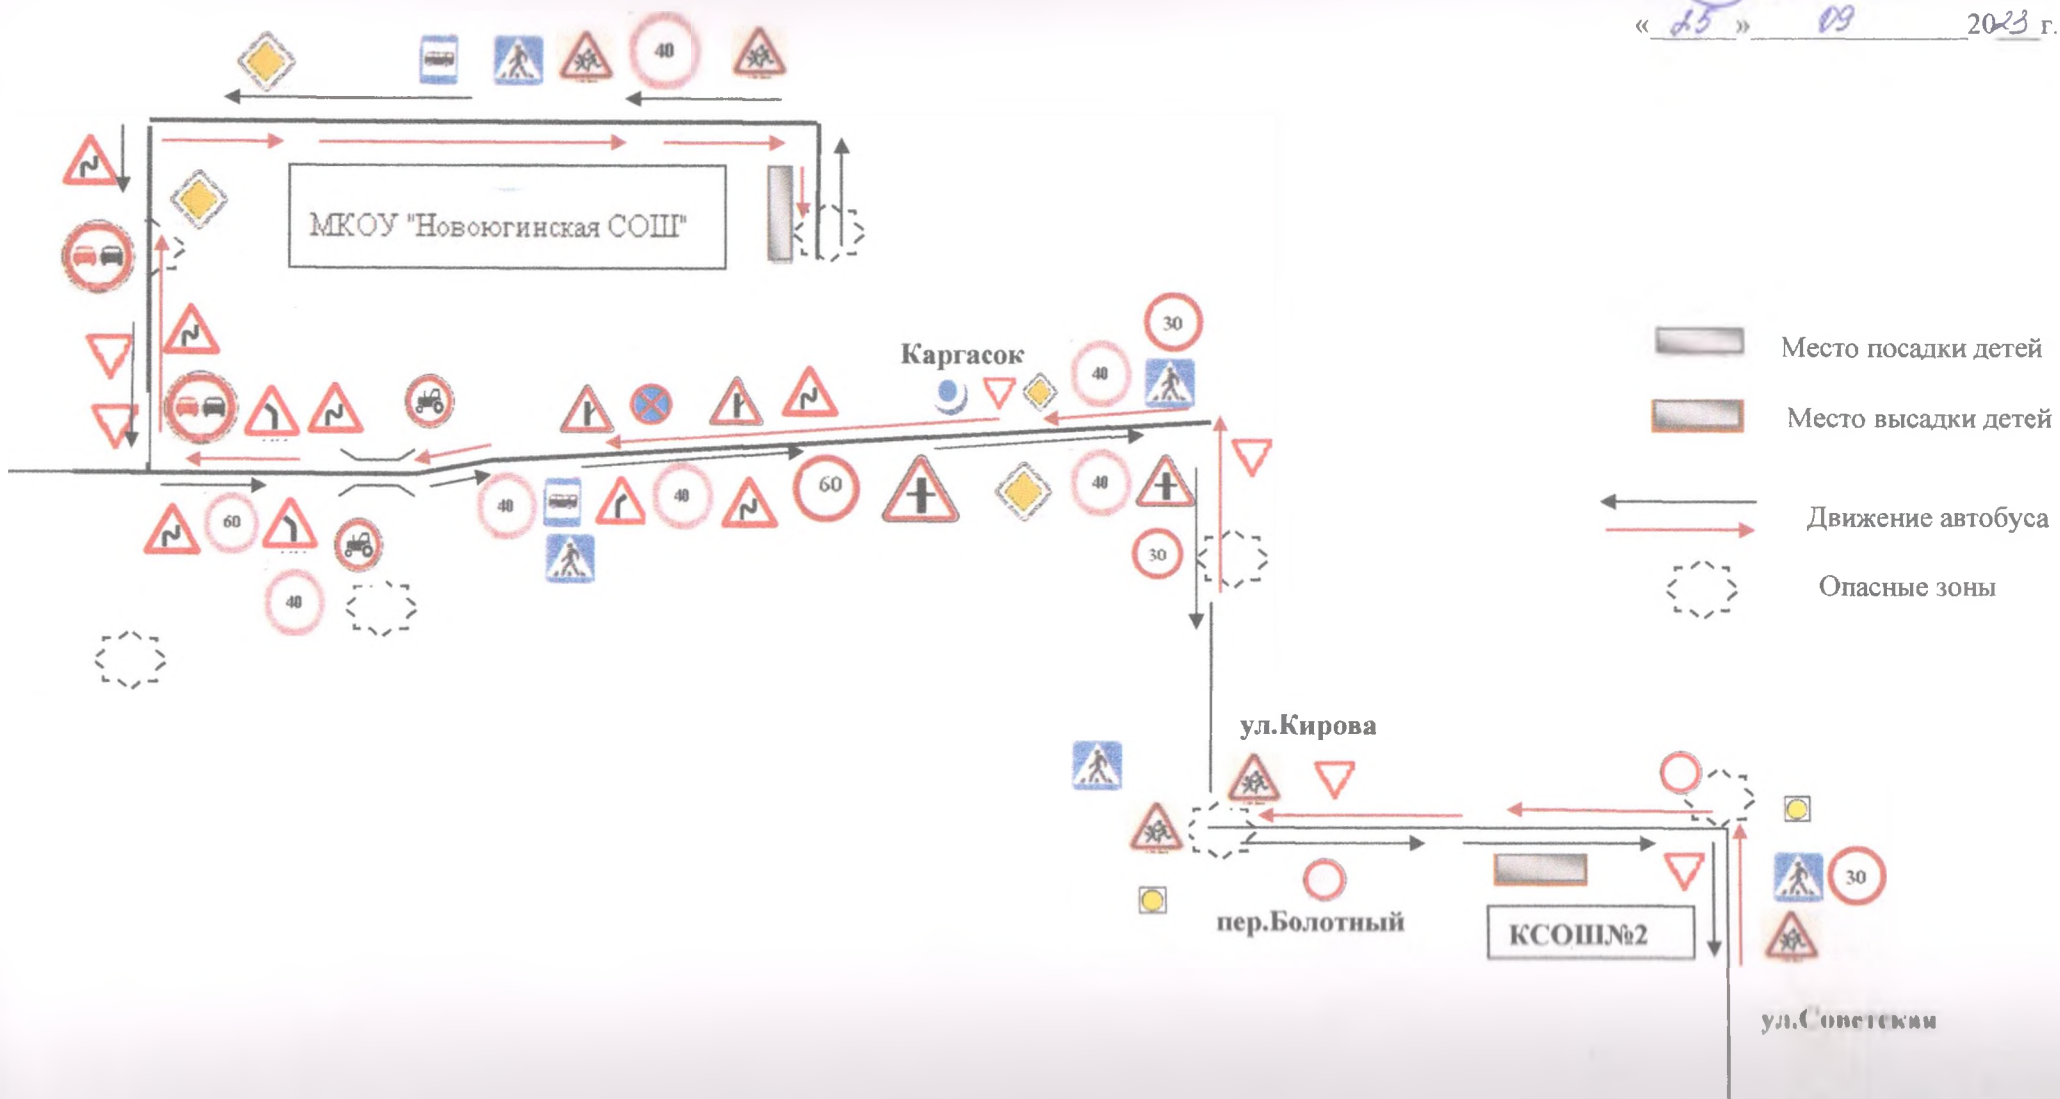 « 25 » 09 2023 г.
40
МКОУ "Новоюгинская СОШ"
30
Каргасок
40
Место посадки детей
Место высадки детей
60
40
40
40
60
40
30
Движение автобуса
Опасные зоны
ул.Кирова
30
пер.Болотный
КСОШ№2
ул.Советская